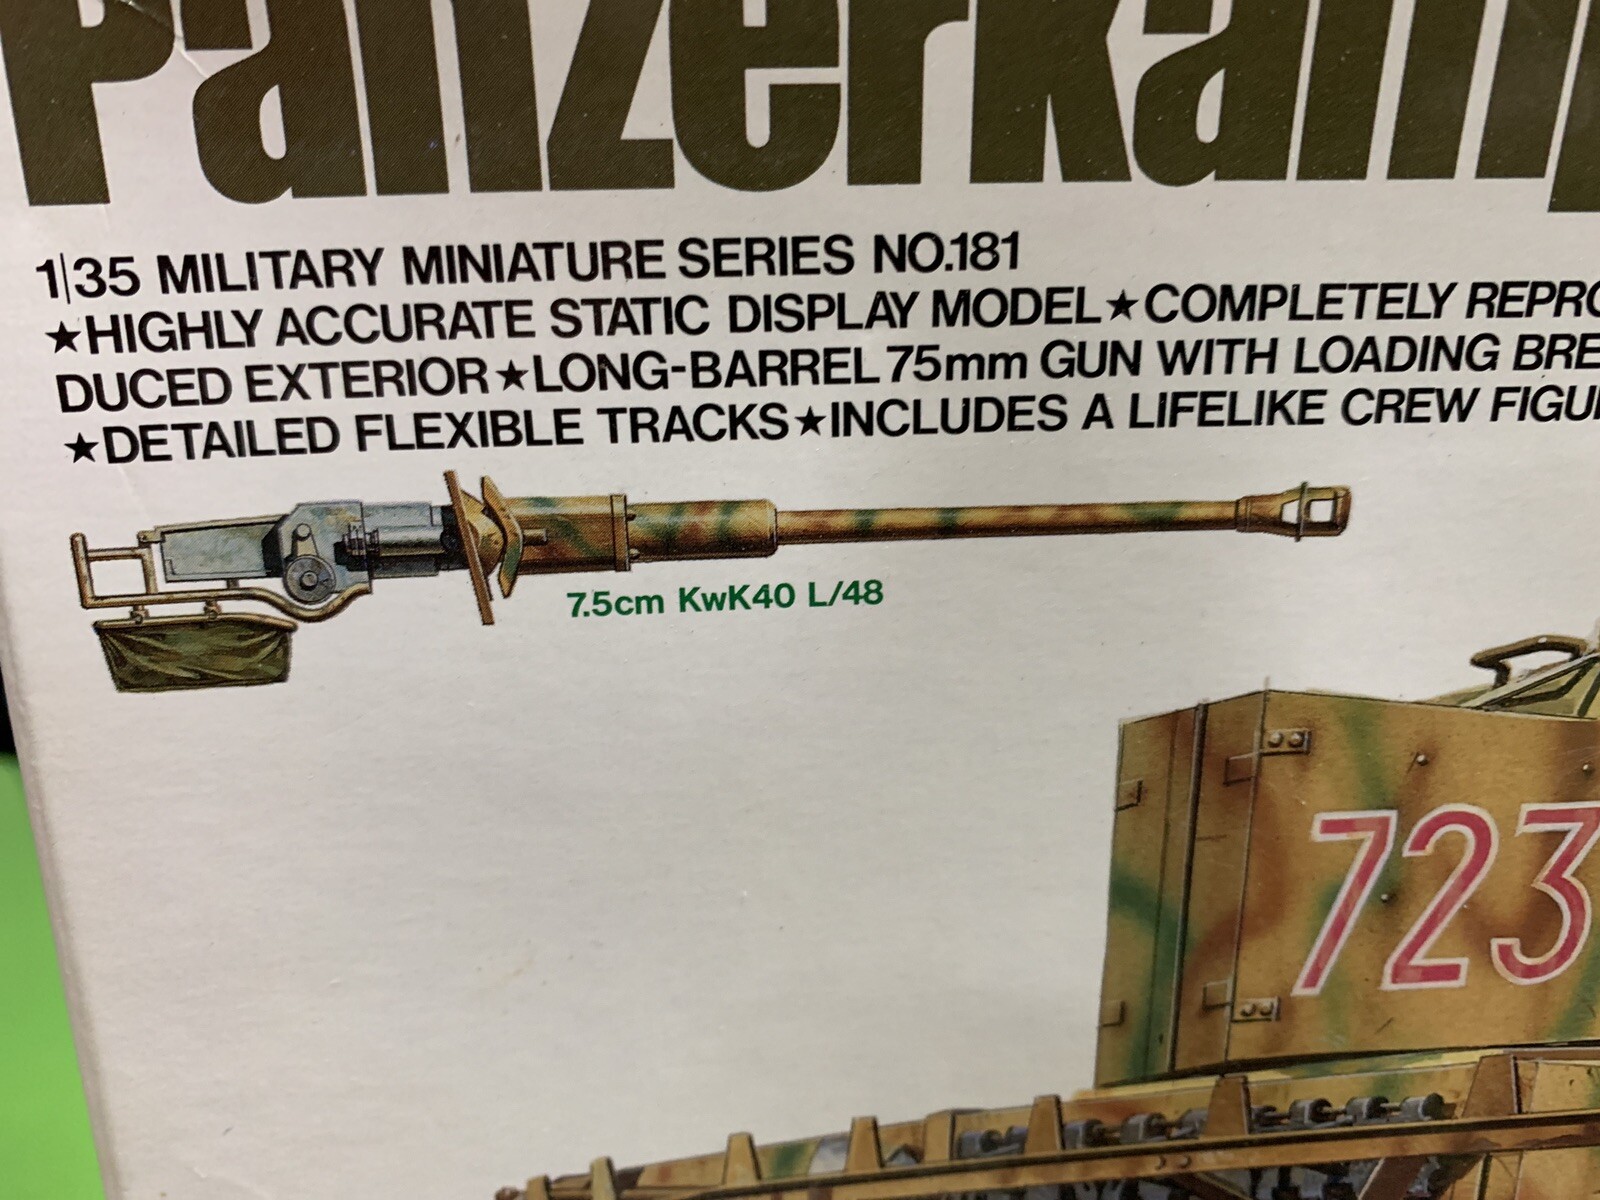 Panzerkamp
1/35 MILITARY MINIATURE SERIES NO.181
★HIGHLY ACCURATE STATIC DISPLAY MODEL★COMPLETELY REPRO
DUCED EXTERIOR★LONG-BARREL 75mm GUN WITH LOADING BRE
★DETAILED FLEXIBLE TRACKS★INCLUDES A LIFELIKE CREW FIGU
7.5cm KwK40 L/48
723